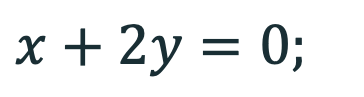 x + 2y = 0;